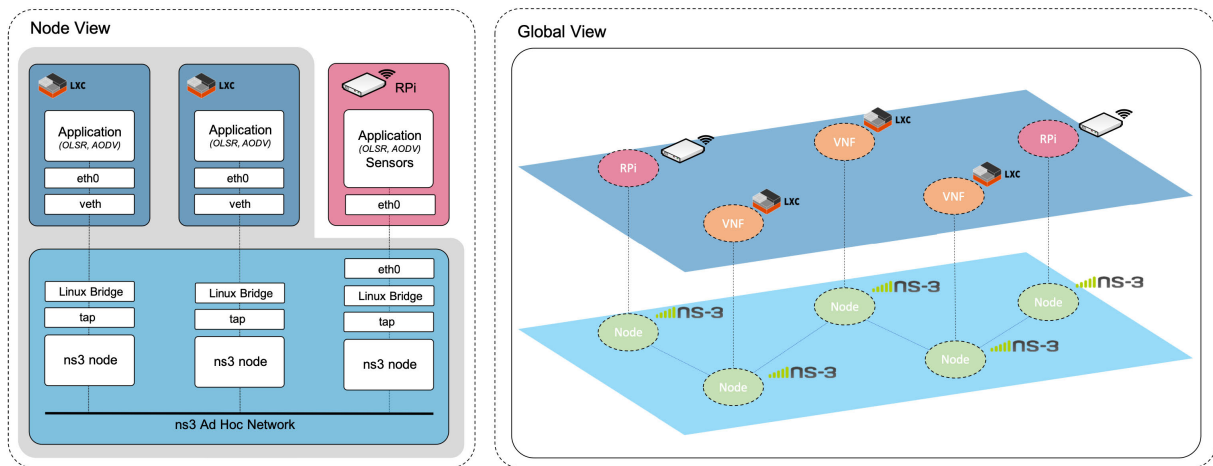 Node View
LXC
Application
(OLSR, AODV)
eth0
veth
LXC
Application
(OLSR, AODV)
eth0
veth
RPi
Application
(OLSR, AODV)
Sensors
eth0
Linux Bridge
tap
ns3 node
Linux Bridge
tap
ns3 node
eth0
Linux Bridge
tap
ns3 node
ns3 Ad Hoc Network
Global View
RPi
VNF
LXC
RPi
VNF
LXC
VNF
LXC
Node
ns-3
Node
ns-3
Node
ns-3
Node
ns-3
Node
ns-3